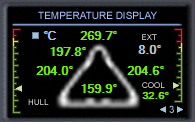 TEMPERATURE DISPLAY
°C 269.7° EXT
197.8° 8.0°
204.0° 204.6°
159.9° COOL
HULL 32.6°
3